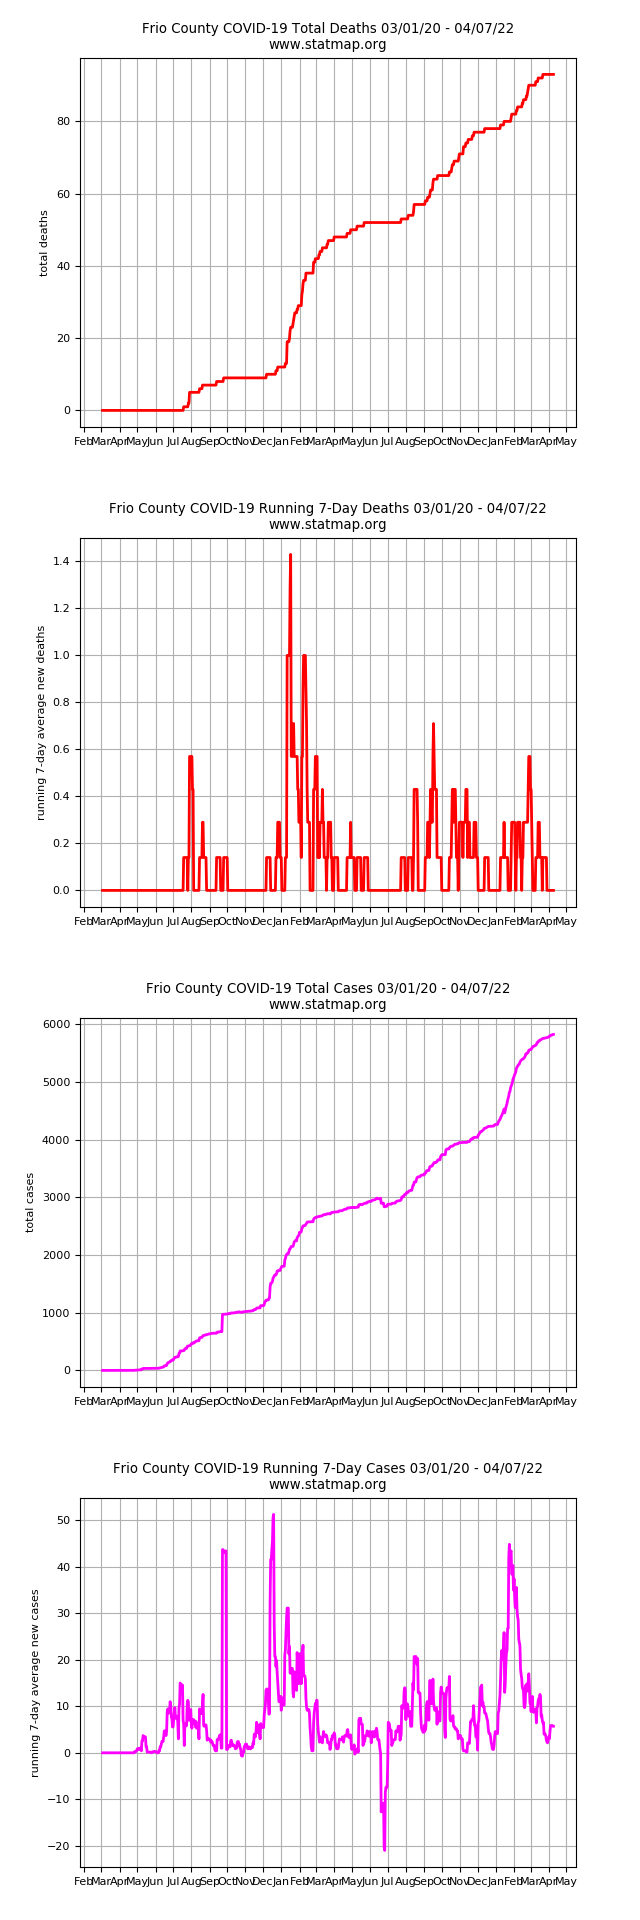 Frio County COVID-19 Total Deaths 03/01/20 - 04/07/22
www.statmap.org
total deaths
80
60
40
20
0
Feb Mar Apr May Jun Jul Aug Sep Oct Nov Dec Jan Feb Mar Apr May Jun Jul Aug Sep Oct Nov Dec Jan Feb Mar Apr May
Frio County COVID-19 Running 7-Day Deaths 03/01/20 - 04/07/22
www.statmap.org
running 7-day average new deaths
1.4
1.2
1.0
0.8
0.6
0.4
0.2
0.0
Feb Mar Apr May Jun Jul Aug Sep Oct Nov Dec Jan Feb Mar Apr May Jun Jul Aug Sep Oct Nov Dec Jan Feb Mar Apr May
Frio County COVID-19 Total Cases 03/01/20 - 04/07/22
www.statmap.org
total cases
6000
5000
4000
3000
2000
1000
0
Feb Mar Apr May Jun Jul Aug Sep Oct Nov Dec Jan Feb Mar Apr May Jun Jul Aug Sep Oct Nov Dec Jan Feb Mar Apr May
Frio County COVID-19 Running 7-Day Cases 03/01/20 - 04/07/22
www.statmap.org
running 7-day average new cases
50
40
30
20
10
0
−10
−20
Feb Mar Apr May Jun Jul Aug Sep Oct Nov Dec Jan Feb Mar Apr May Jun Jul Aug Sep Oct Nov Dec Jan Feb Mar Apr May